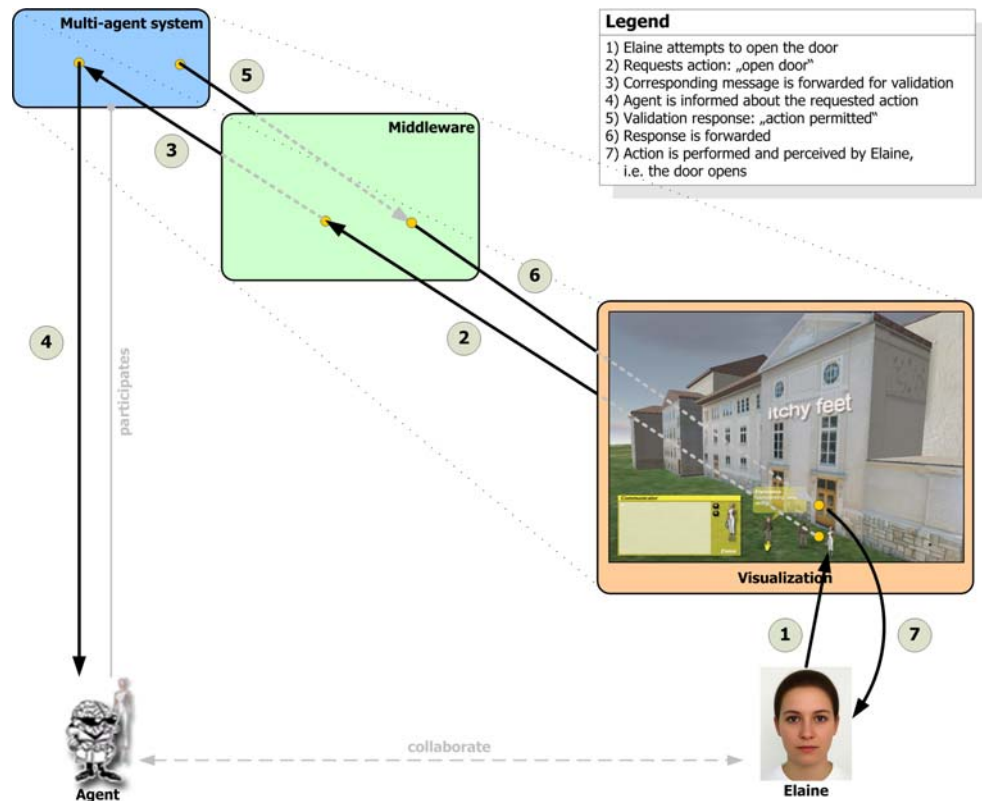 Multi-agent system
Legend
1) Elaine attempts to open the door
2) Requests action: „open door“
3) Corresponding message is forwarded for validation
4) Agent is informed about the requested action
5) Validation response: „action permitted“
6) Response is forwarded
7) Action is performed and perceived by Elaine,
i.e. the door opens
5
Middleware
3
6
4
2
participates
itchy feet
Communicator
Elaine
Visualization
1
7
collaborate
Agent
Elaine